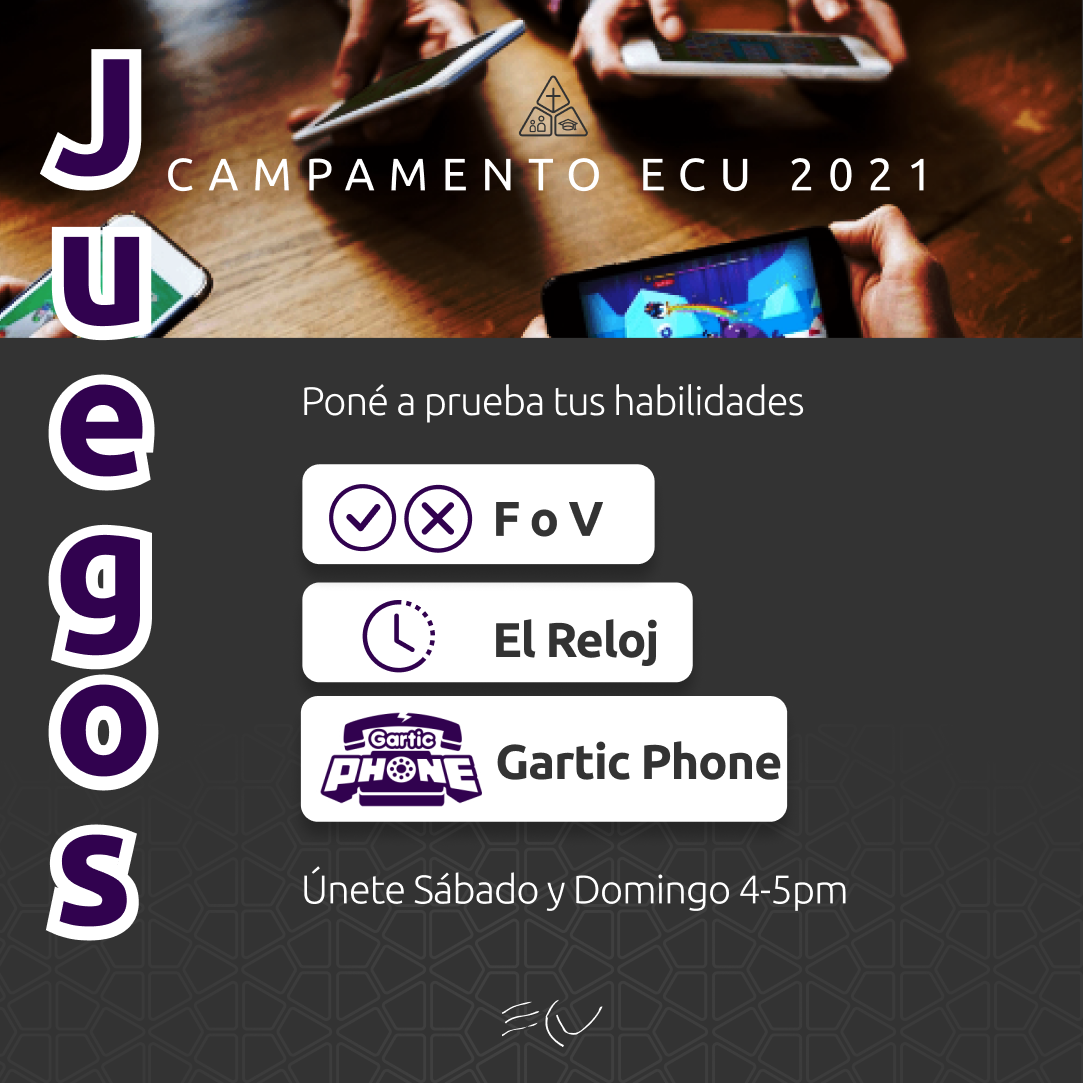 Juegos
CAMPAMENTO ECU 2021
Poné a prueba tus habilidades
F o V
El Reloj
Gartic
PHONE
Gartic Phone
Únete Sábado y Domingo 4-5pm
ECU